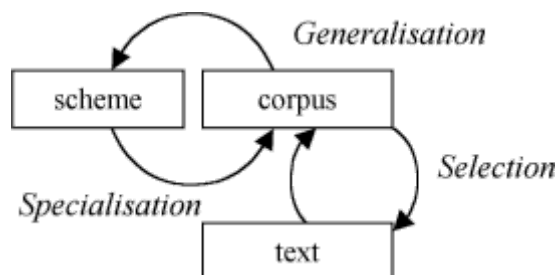 Generalisation
scheme
corpus
Selection
Specialisation
text